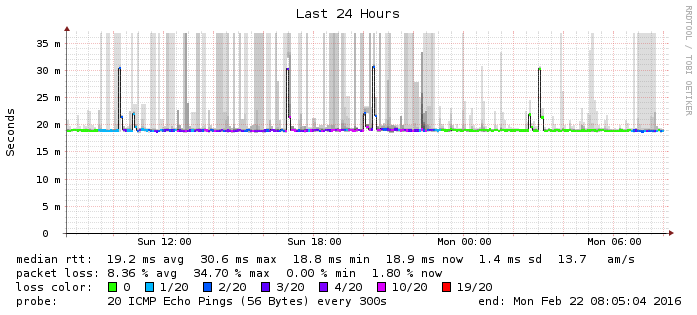 Last 24 Hours
RRDTOOL / TOBI OETIKER
Seconds
35 m
30 m
25 m
20 m
15 m
10 m
5 m
0
Sun 12:00 Sun 18:00 Mon 00:00 Mon 06:00
median rtt: 19.2 ms avg 30.6 ms max 18.8 ms min 18.9 ms now 1.4 ms sd 13.7 am/s
packet loss: 8.36 % avg 34.70 % max 0.00 % min 1.80 % now
loss color: 0 1/20 2/20 3/20 4/20 10/20 19/20
probe: 20 ICMP Echo Pings (56 Bytes) every 300s end: Mon Feb 22 08:05:04 2016